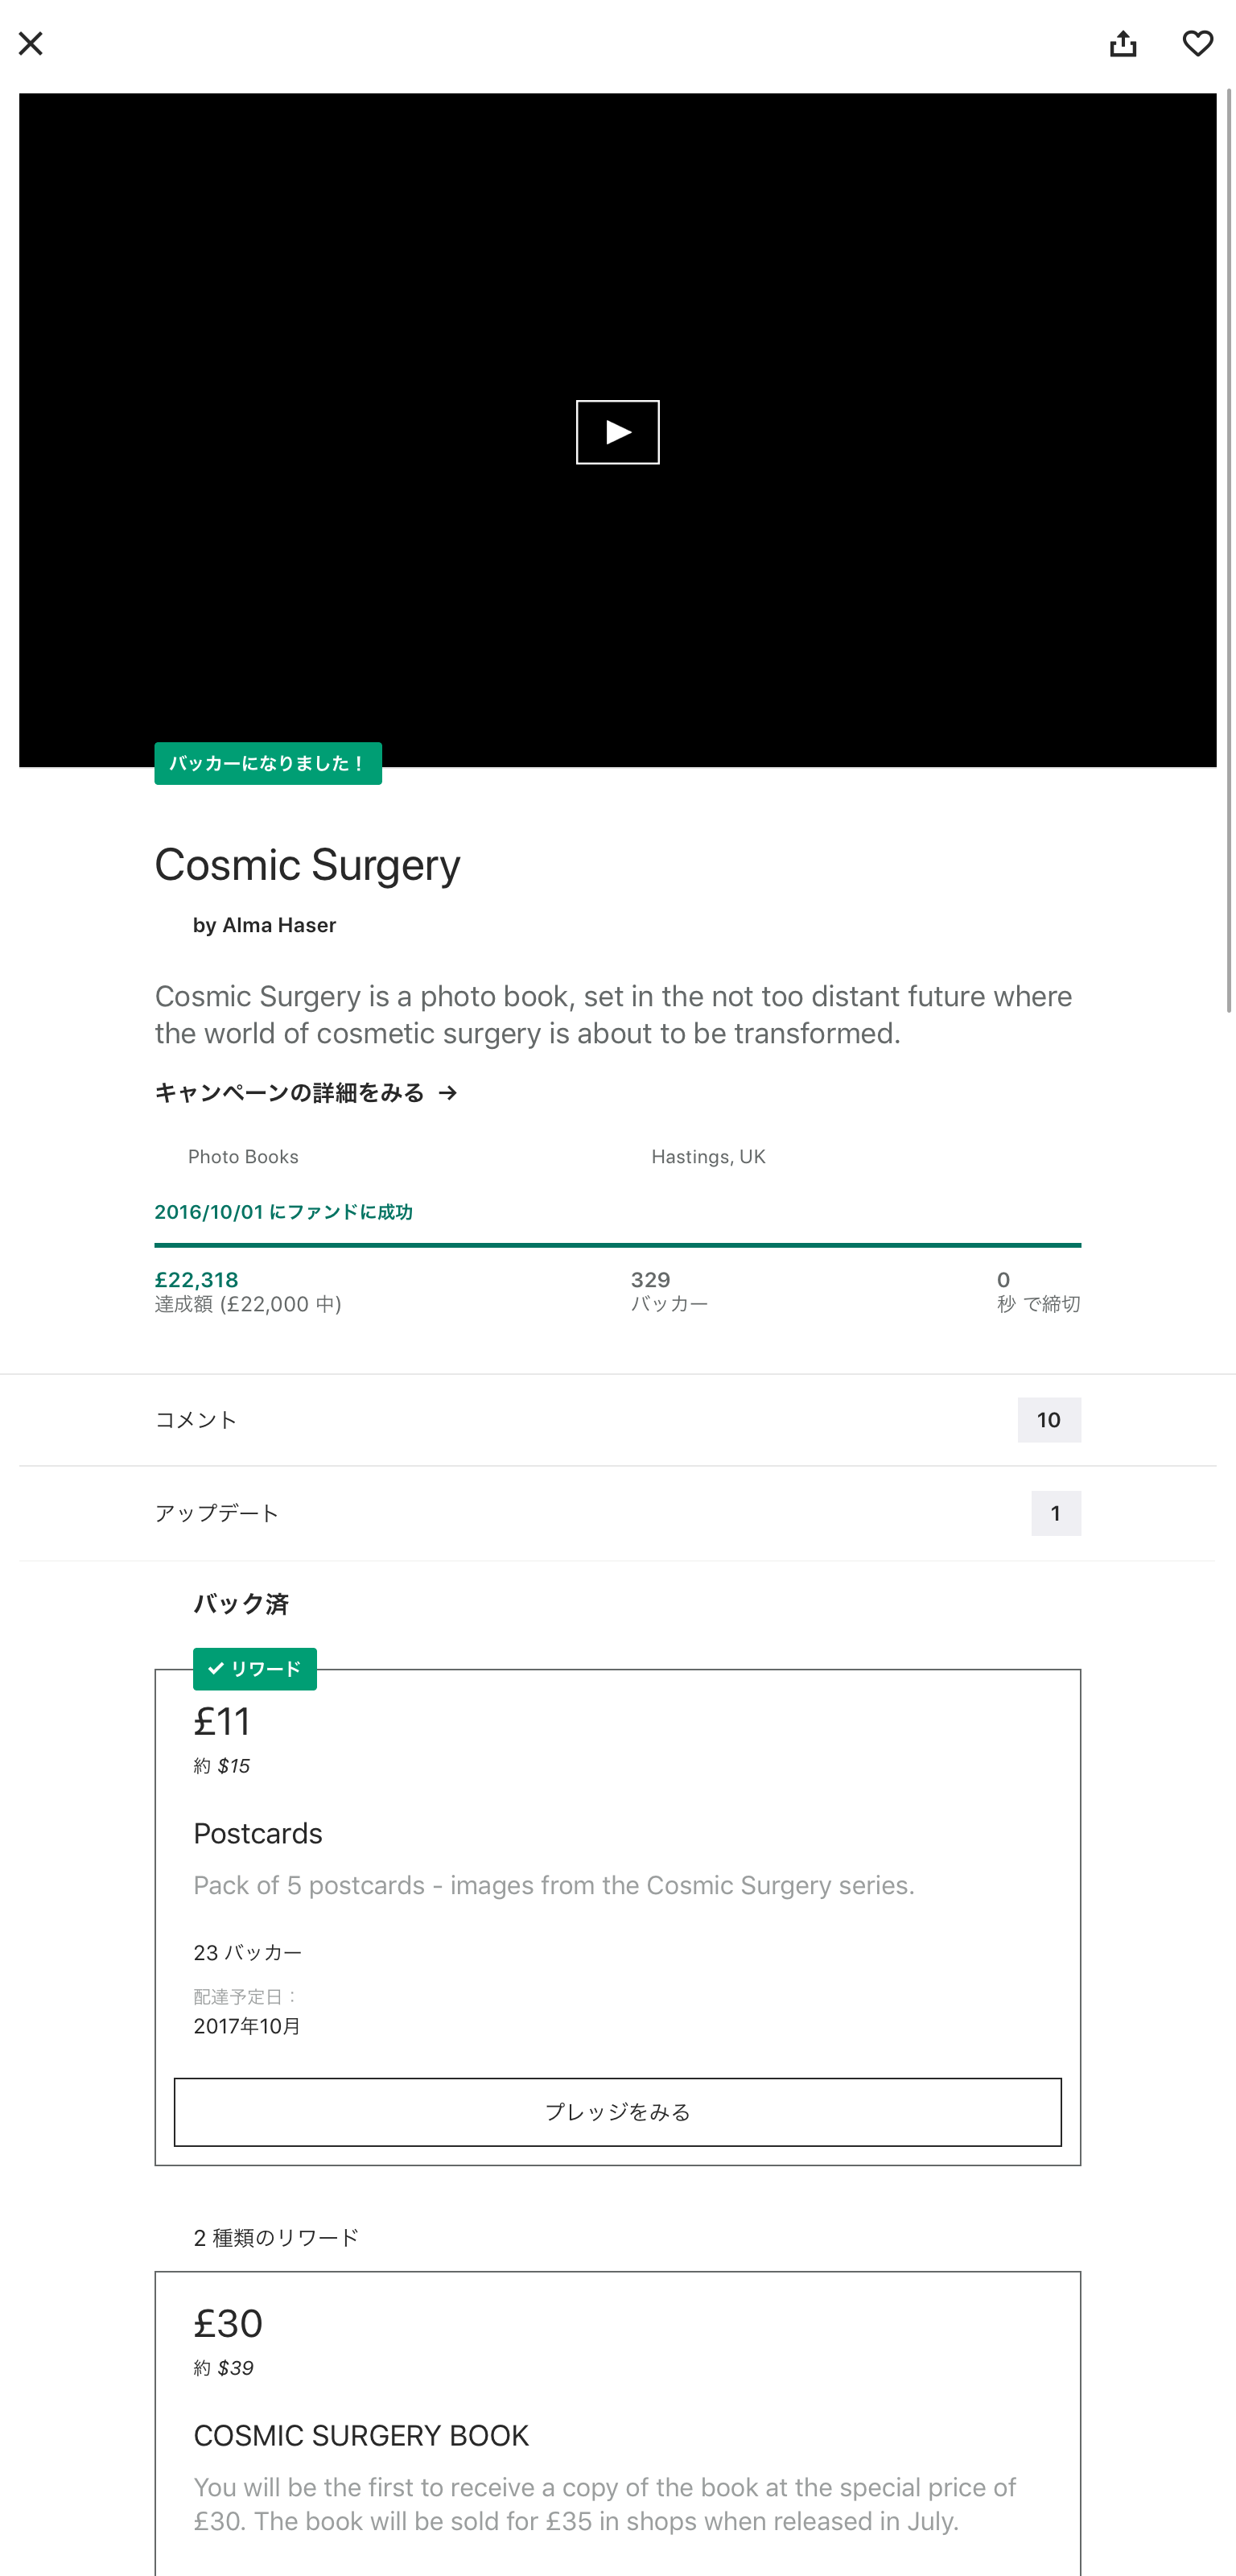 バッカーになりました！
Cosmic Surgery
by Alma Haser
Cosmic Surgery is a photo book, set in the not too distant future where
the world of cosmetic surgery is about to be transformed.
キャンペーンの詳細をみる →
Photo Books
Hastings, UK
2016/10/01 にファンドに成功
£22,318
達成額 (£22,000 中)
329
バッカー
0
秒 で締切
コメント
10
アップデート
1
バック済
✓ リワード
£11
約 $15
Postcards
Pack of 5 postcards - images from the Cosmic Surgery series.
23 バッカー
配達予定日：
2017年10月
プレッジをみる
2 種類のリワード
£30
約 $39
COSMIC SURGERY BOOK
You will be the first to receive a copy of the book at the special price of
£30. The book will be sold for £35 in shops when released in July.